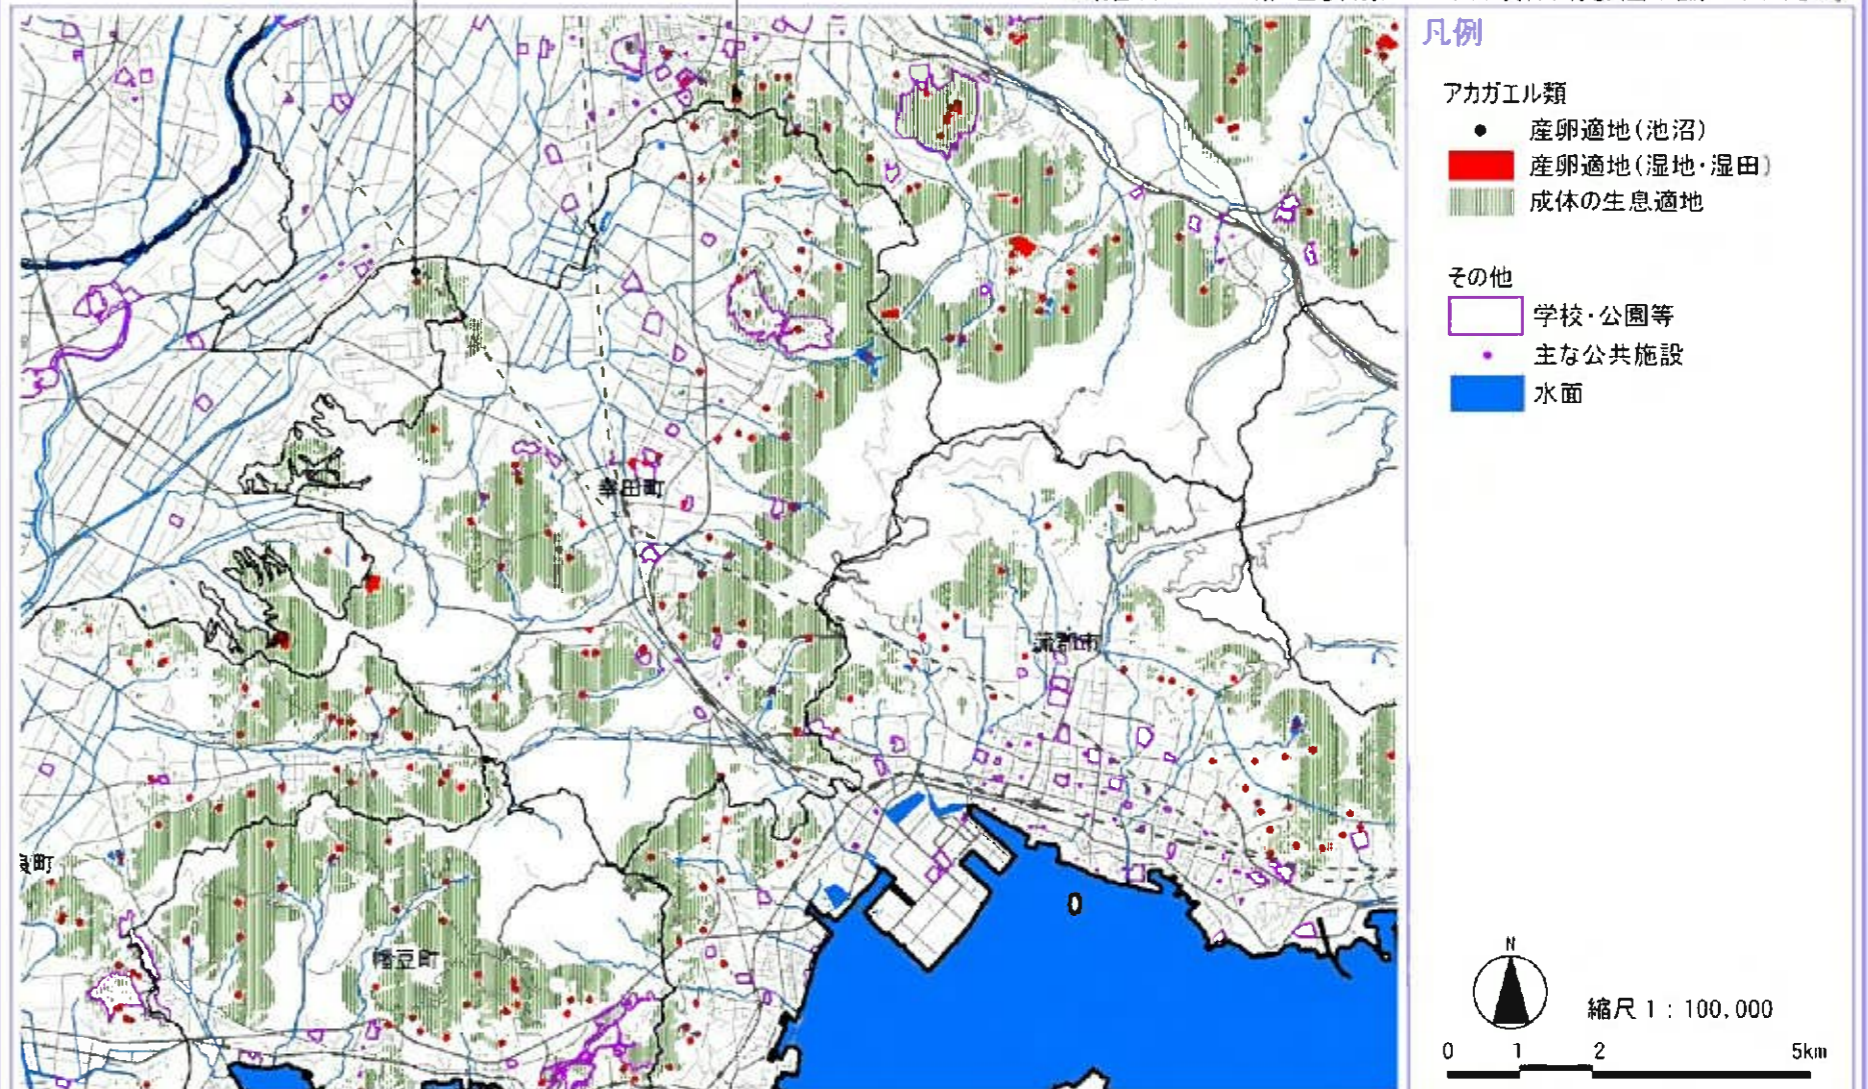 凡例
アカガエル類
産卵適地(池沼)
産卵適地(湿地・湿田)
成体の生息適地
その他
学校・公園等
主な公共施設
水面
幸田町
蒲郡市
幡豆町
N
縮尺 1 : 100,000
0 1 2 5km